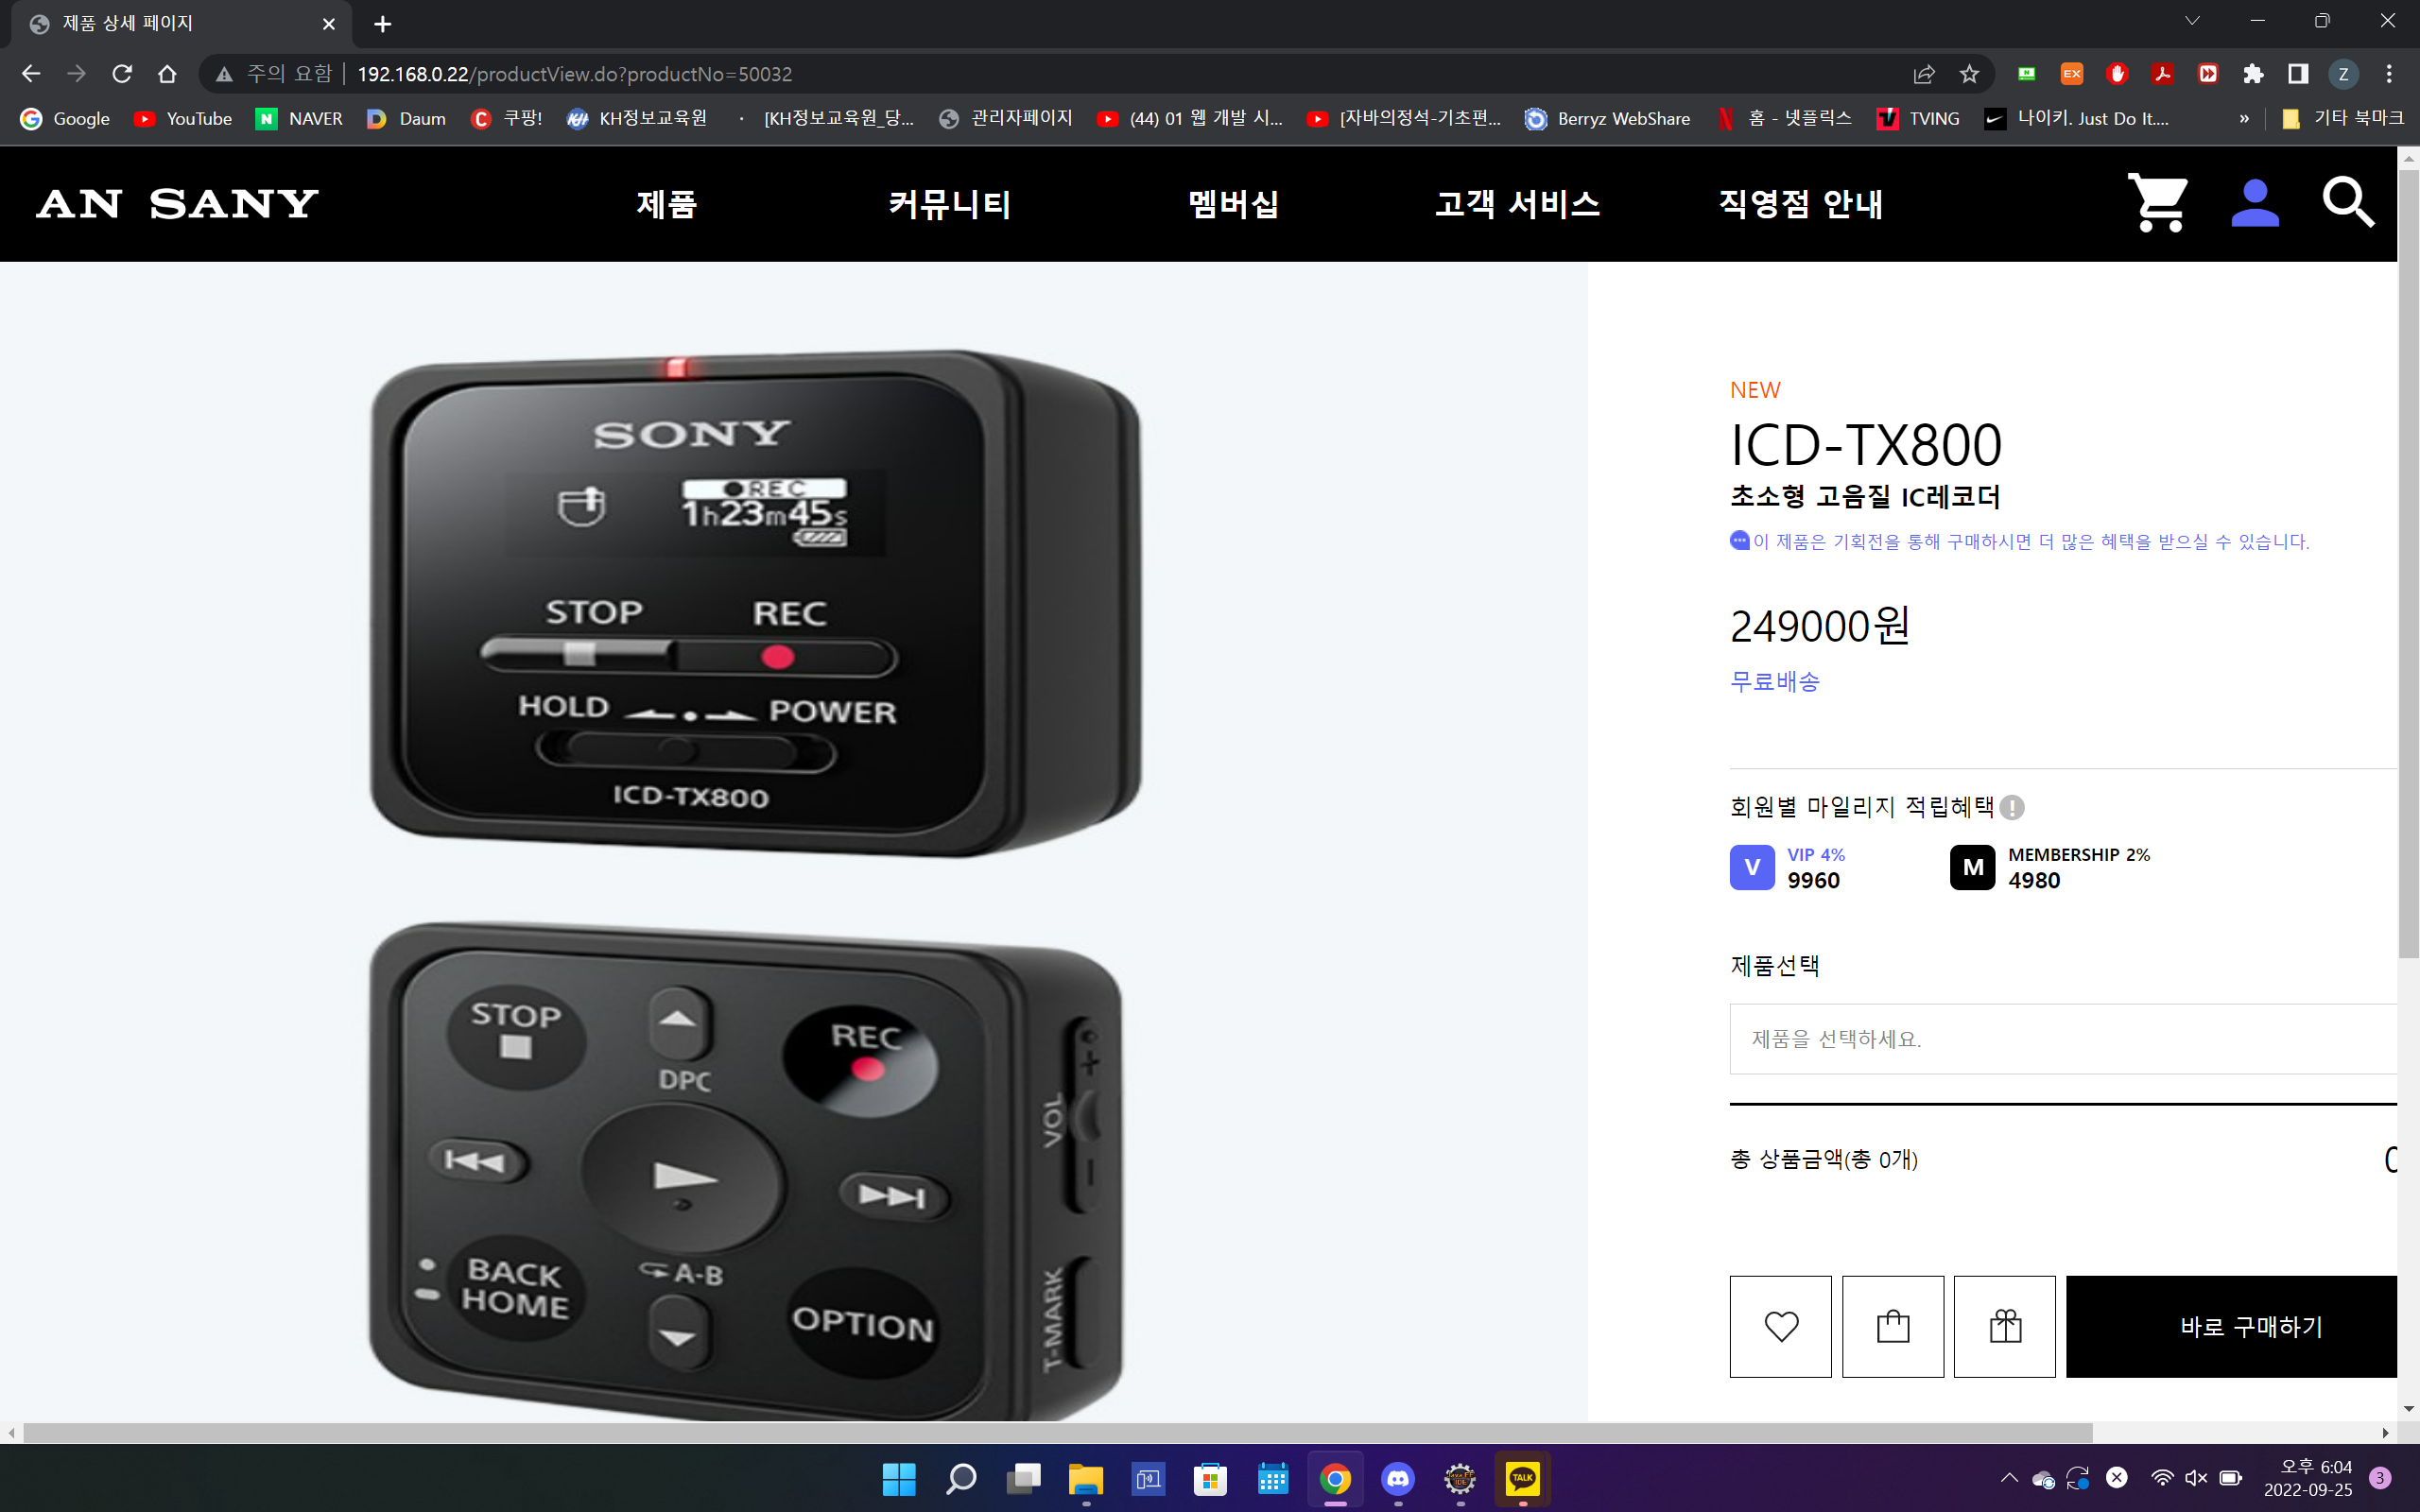 제품 상세 페이지
주의 요함 192.168.0.22/productView.do?productNo=50032
Google YouTube NAVER Daum 쿠팡! KH정보교육원 · [KH정보교육원_당... 관리자페이지 (44) 01 웹 개발 시... [자바의정석-기초편... Berryz WebShare 홈 - 넷플릭스 TVING 나이키. Just Do It.... » 기타 북마크
AN SANY 제품 커뮤니티 멤버십 고객 서비스 직영점 안내
SONY
REC
1h23m45s
STOP REC
HOLD POWER
ICD-TX800
STOP
REC
DPC
VOL
BACK
HOME
A-B
OPTION
T-MARK
NEW
ICD-TX800
초소형 고음질 IC레코더
이 제품은 기획전을 통해 구매하시면 더 많은 혜택을 받으실 수 있습니다.
249000원
무료배송
회원별 마일리지 적립혜택
V VIP 4%
9960
M MEMBERSHIP 2%
4980
제품선택
제품을 선택하세요.
총 상품금액(총 0개) 0
바로 구매하기
TALK
오후 6:04
2022-09-25
3